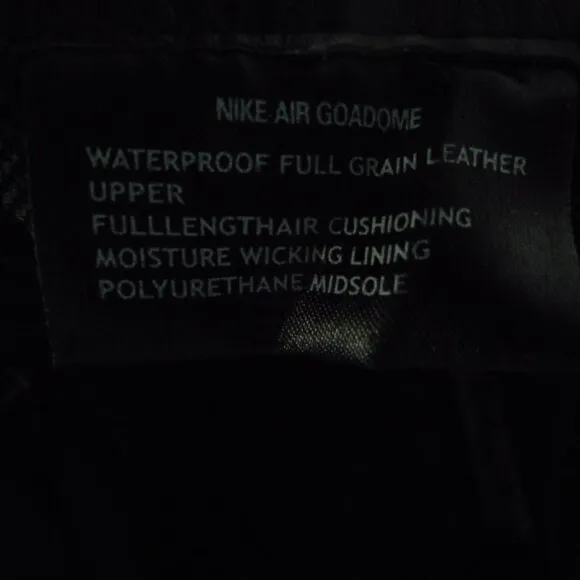 NIKE AIR GOADOME
WATERPROOF FULL GRAIN LEATHER
UPPER
FULLLENGTHAIR CUSHIONING
MOISTURE WICKING LINING
POLYURETHANE MIDSOLE